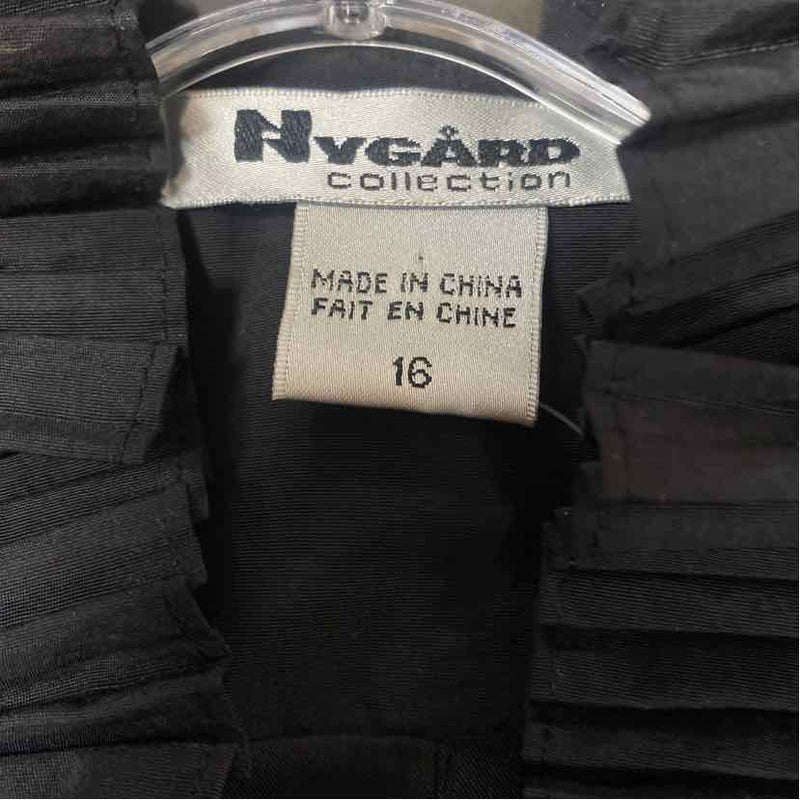 NYGÅRD
collection
MADE IN CHINA
FAIT EN CHINE
16